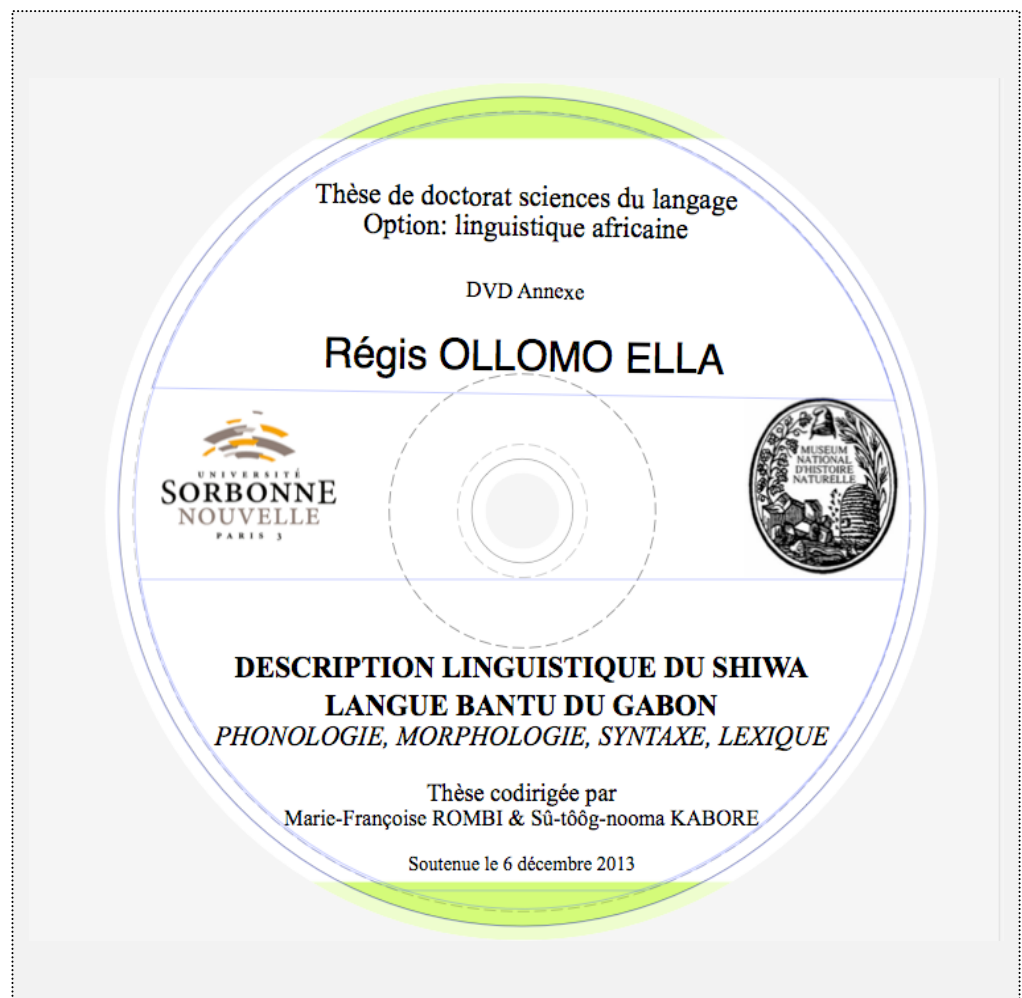 Thèse de doctorat sciences du langage
Option: linguistique africaine
DVD Annexe
Régis OLLOMO ELLA
UNIVERSITÉ
SORBONNE
NOUVELLE
PARIS 3
MUSEUM
NATIONAL
D'HISTOIRE
NATURELLE
DESCRIPTION LINGUISTIQUE DU SHIWA
LANGUE BANTU DU GABON
PHONOLOGIE, MORPHOLOGIE, SYNTAXE, LEXIQUE
Thèse codirigée par
Marie-Françoise ROMBI & Sû-tôôg-nooma KABORE
Soutenue le 6 décembre 2013